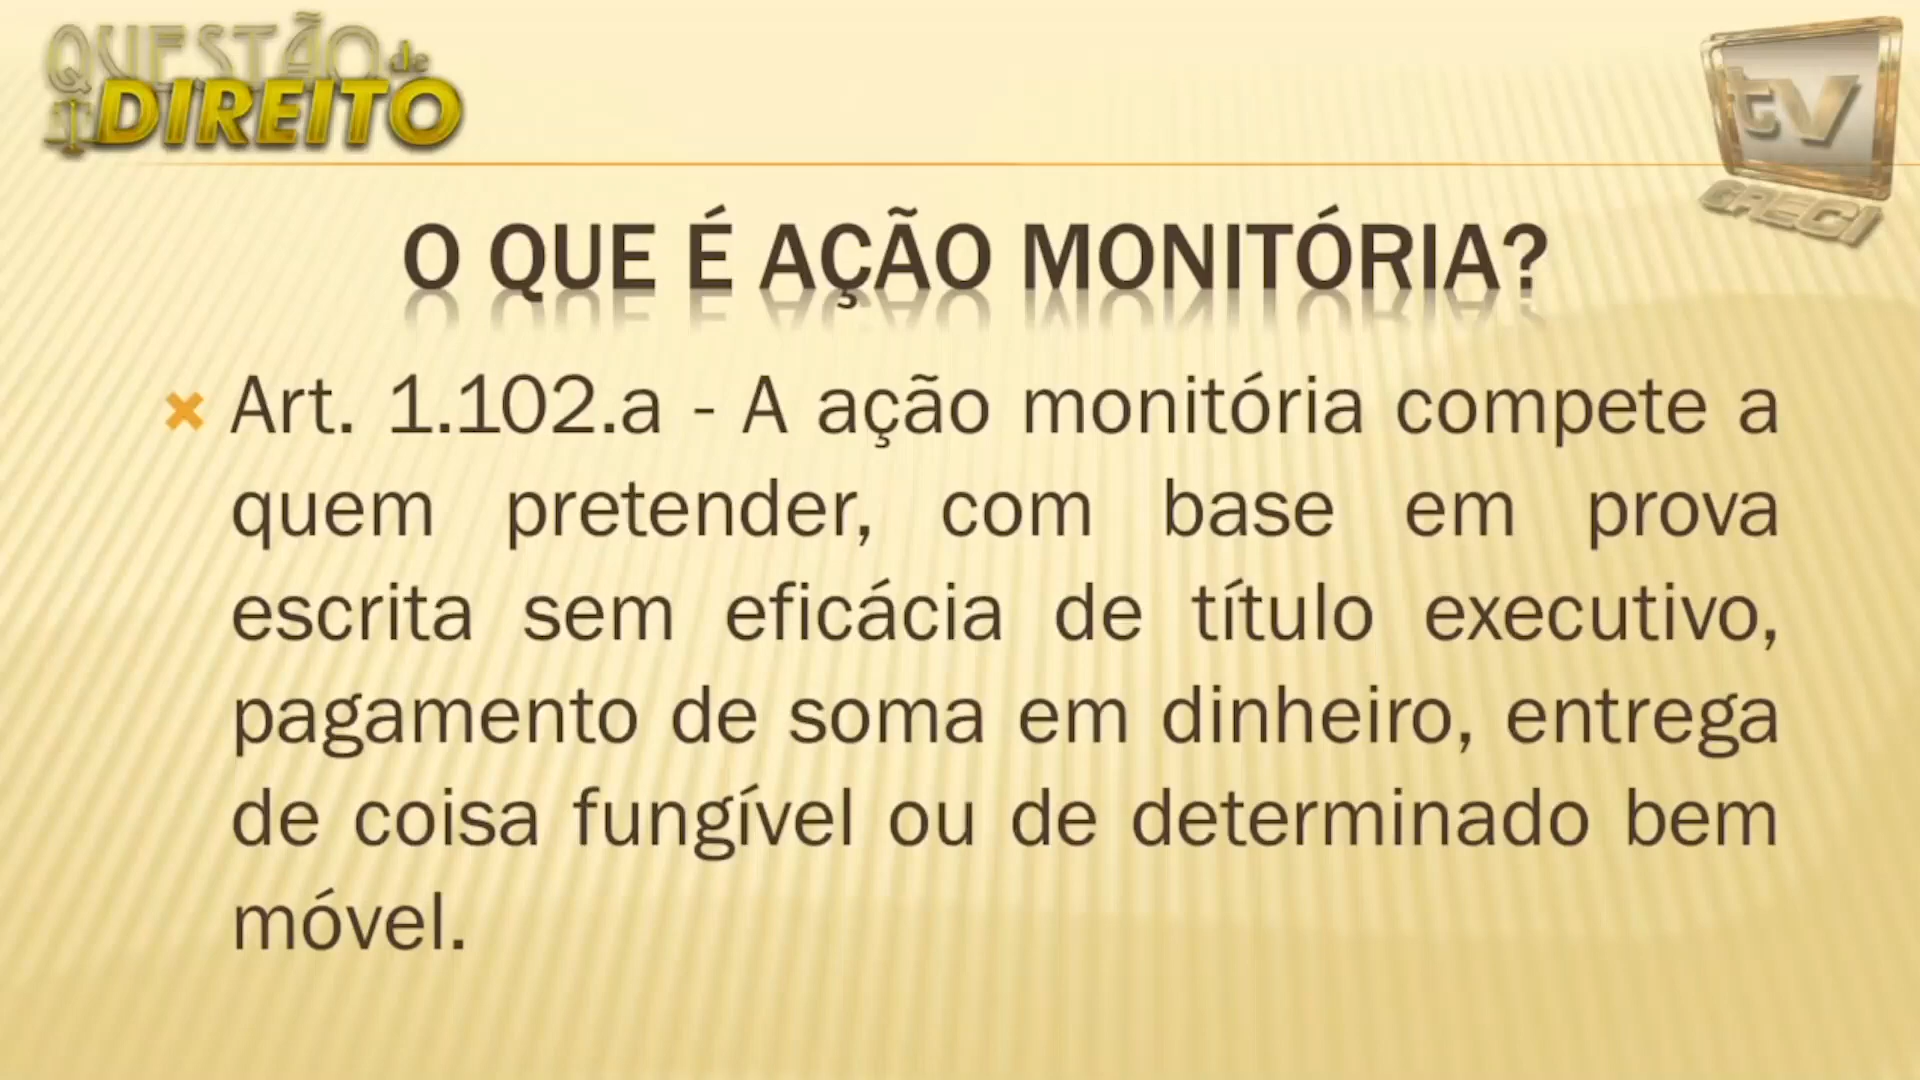 QUESTÃO de
DIREITO
tv
CRECI
O QUE É AÇÃO MONITÓRIA?
Art. 1.102.a - A ação monitória compete a
quem pretender, com base em prova
escrita sem eficácia de título executivo,
pagamento de soma em dinheiro, entrega
de coisa fungível ou de determinado bem
móvel.